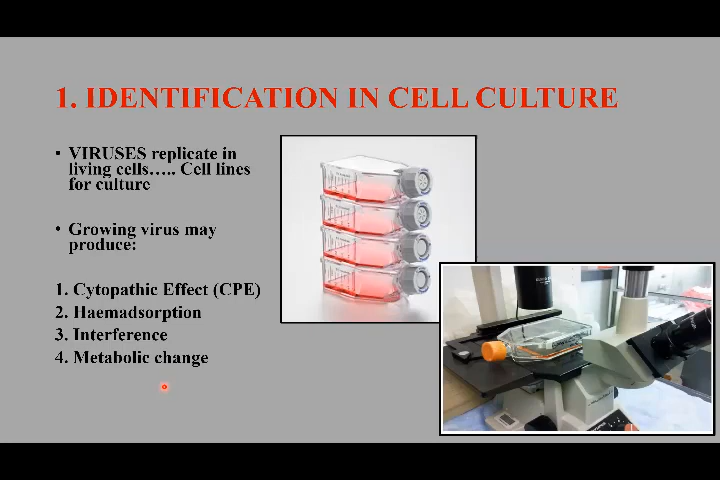 1. IDENTIFICATION IN CELL CULTURE
• VIRUSES replicate in
living cells….. Cell lines
for culture
• Growing virus may
produce:
1. Cytopathic Effect (CPE)
2. Haemadsorption
3. Interference
4. Metabolic change